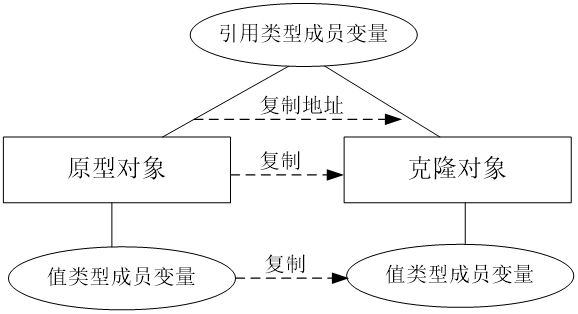 引用类型成员变量
复制地址
原型对象
复制
克隆对象
值类型成员变量
复制
值类型成员变量